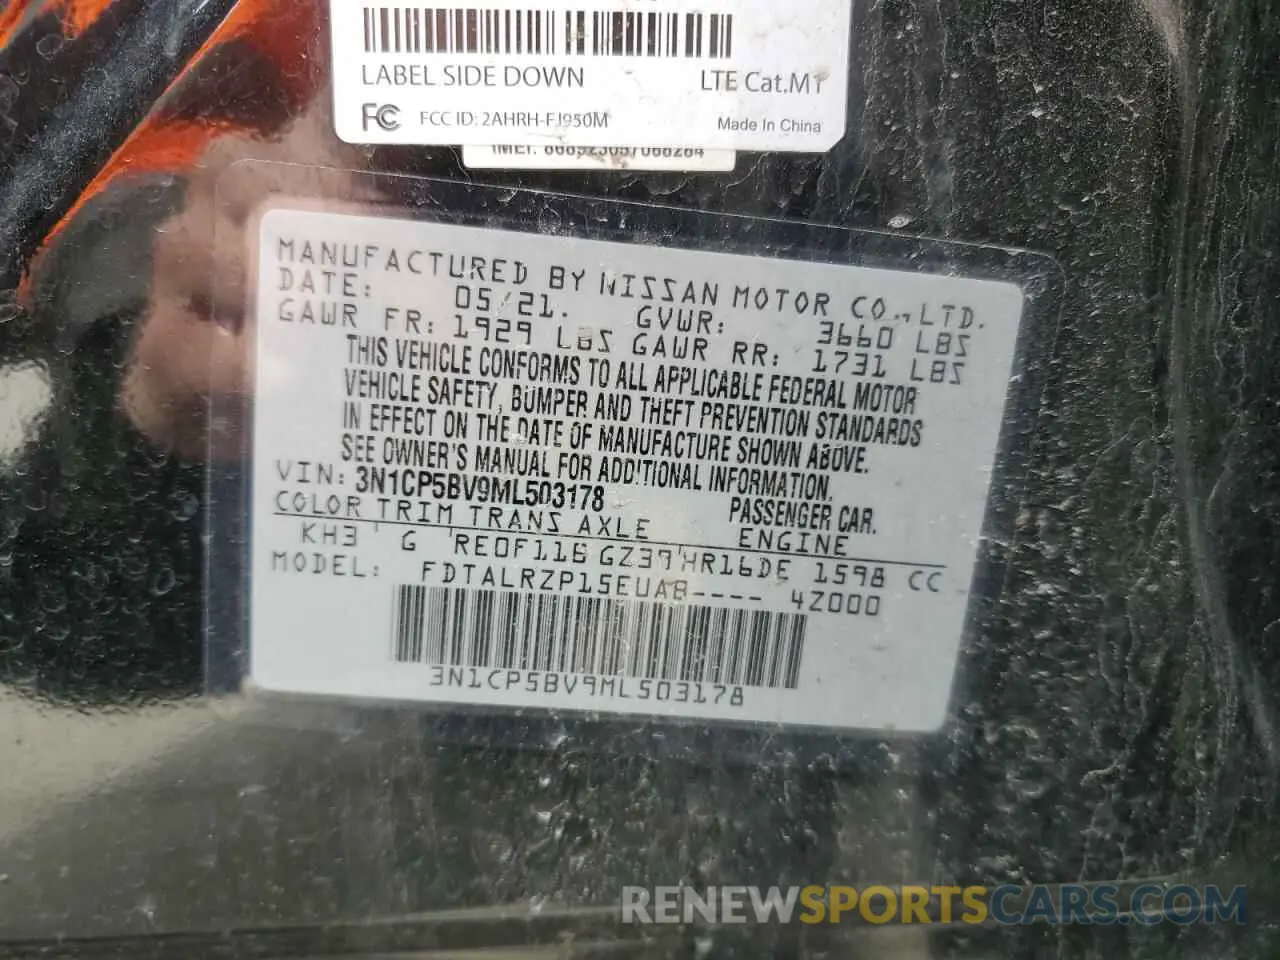 LABEL SIDE DOWN LTE Cat.M1
FCC ID: 2AHRH-FJ950M Made In China
IMEI: 868923057068284
MANUFACTURED BY NISSAN MOTOR CO., LTD.
DATE: 05/21. GVWR: 3660 LBS
GAWR FR: 1929 LBS GAWR RR: 1731 LBS
THIS VEHICLE CONFORMS TO ALL APPLICABLE FEDERAL MOTOR
VEHICLE SAFETY, BUMPER AND THEFT PREVENTION STANDARDS
IN EFFECT ON THE DATE OF MANUFACTURE SHOWN ABOVE.
SEE OWNER'S MANUAL FOR ADDITIONAL INFORMATION.
VIN: 3N1CP5BV9ML503178 PASSENGER CAR.
COLOR TRIM TRANS AXLE ENGINE
KH3 G RE0F11B GZ39 HR16DE 1598 CC
MODEL: FDTALRZP15EUA8---- 4Z000
3N1CP5BV9ML503178
RENEWSPORTSCARS.COM